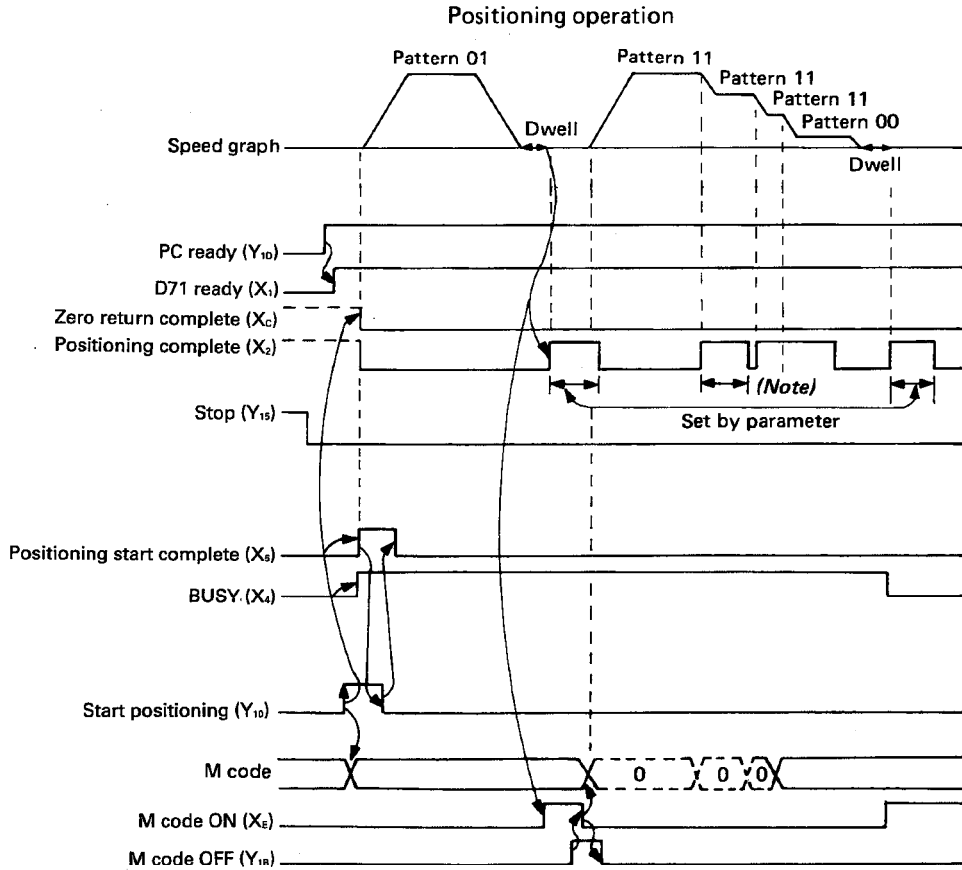 Positioning operation
Pattern 01
Pattern 11
Pattern 11
Pattern 11
Pattern 00
Dwell
Speed graph
Dwell
PC ready (Y1D)
D71 ready (X1)
Zero return complete (XC)
Positioning complete (X2)
(Note)
Stop (Y15)
Set by parameter
Positioning start complete (X5)
BUSY (X4)
Start positioning (Y10)
M code
0
0
0
M code ON (XE)
M code OFF (Y1B)